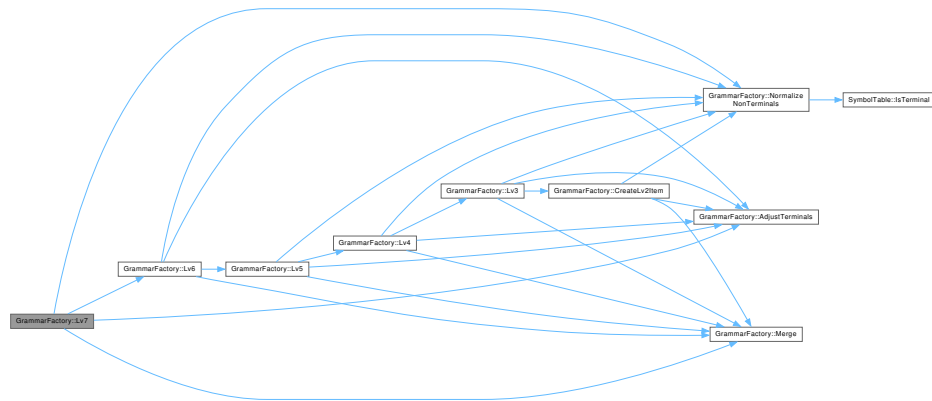 GrammarFactory::Normalize
NonTerminals
SymbolTable::IsTerminal
GrammarFactory::Lv3
GrammarFactory::CreateLv2Item
GrammarFactory::AdjustTerminals
GrammarFactory::Lv4
GrammarFactory::Lv6
GrammarFactory::Lv5
GrammarFactory::Lv7
GrammarFactory::Merge